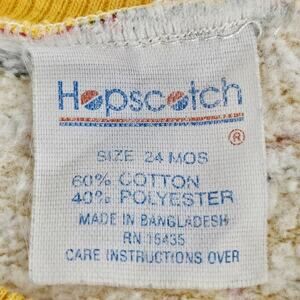 Hopscotch
®
SIZE 24 MOS
60% COTTON
40% POLYESTER
MADE IN BANGLADESH
RN 15435
CARE INSTRUCTIONS OVER